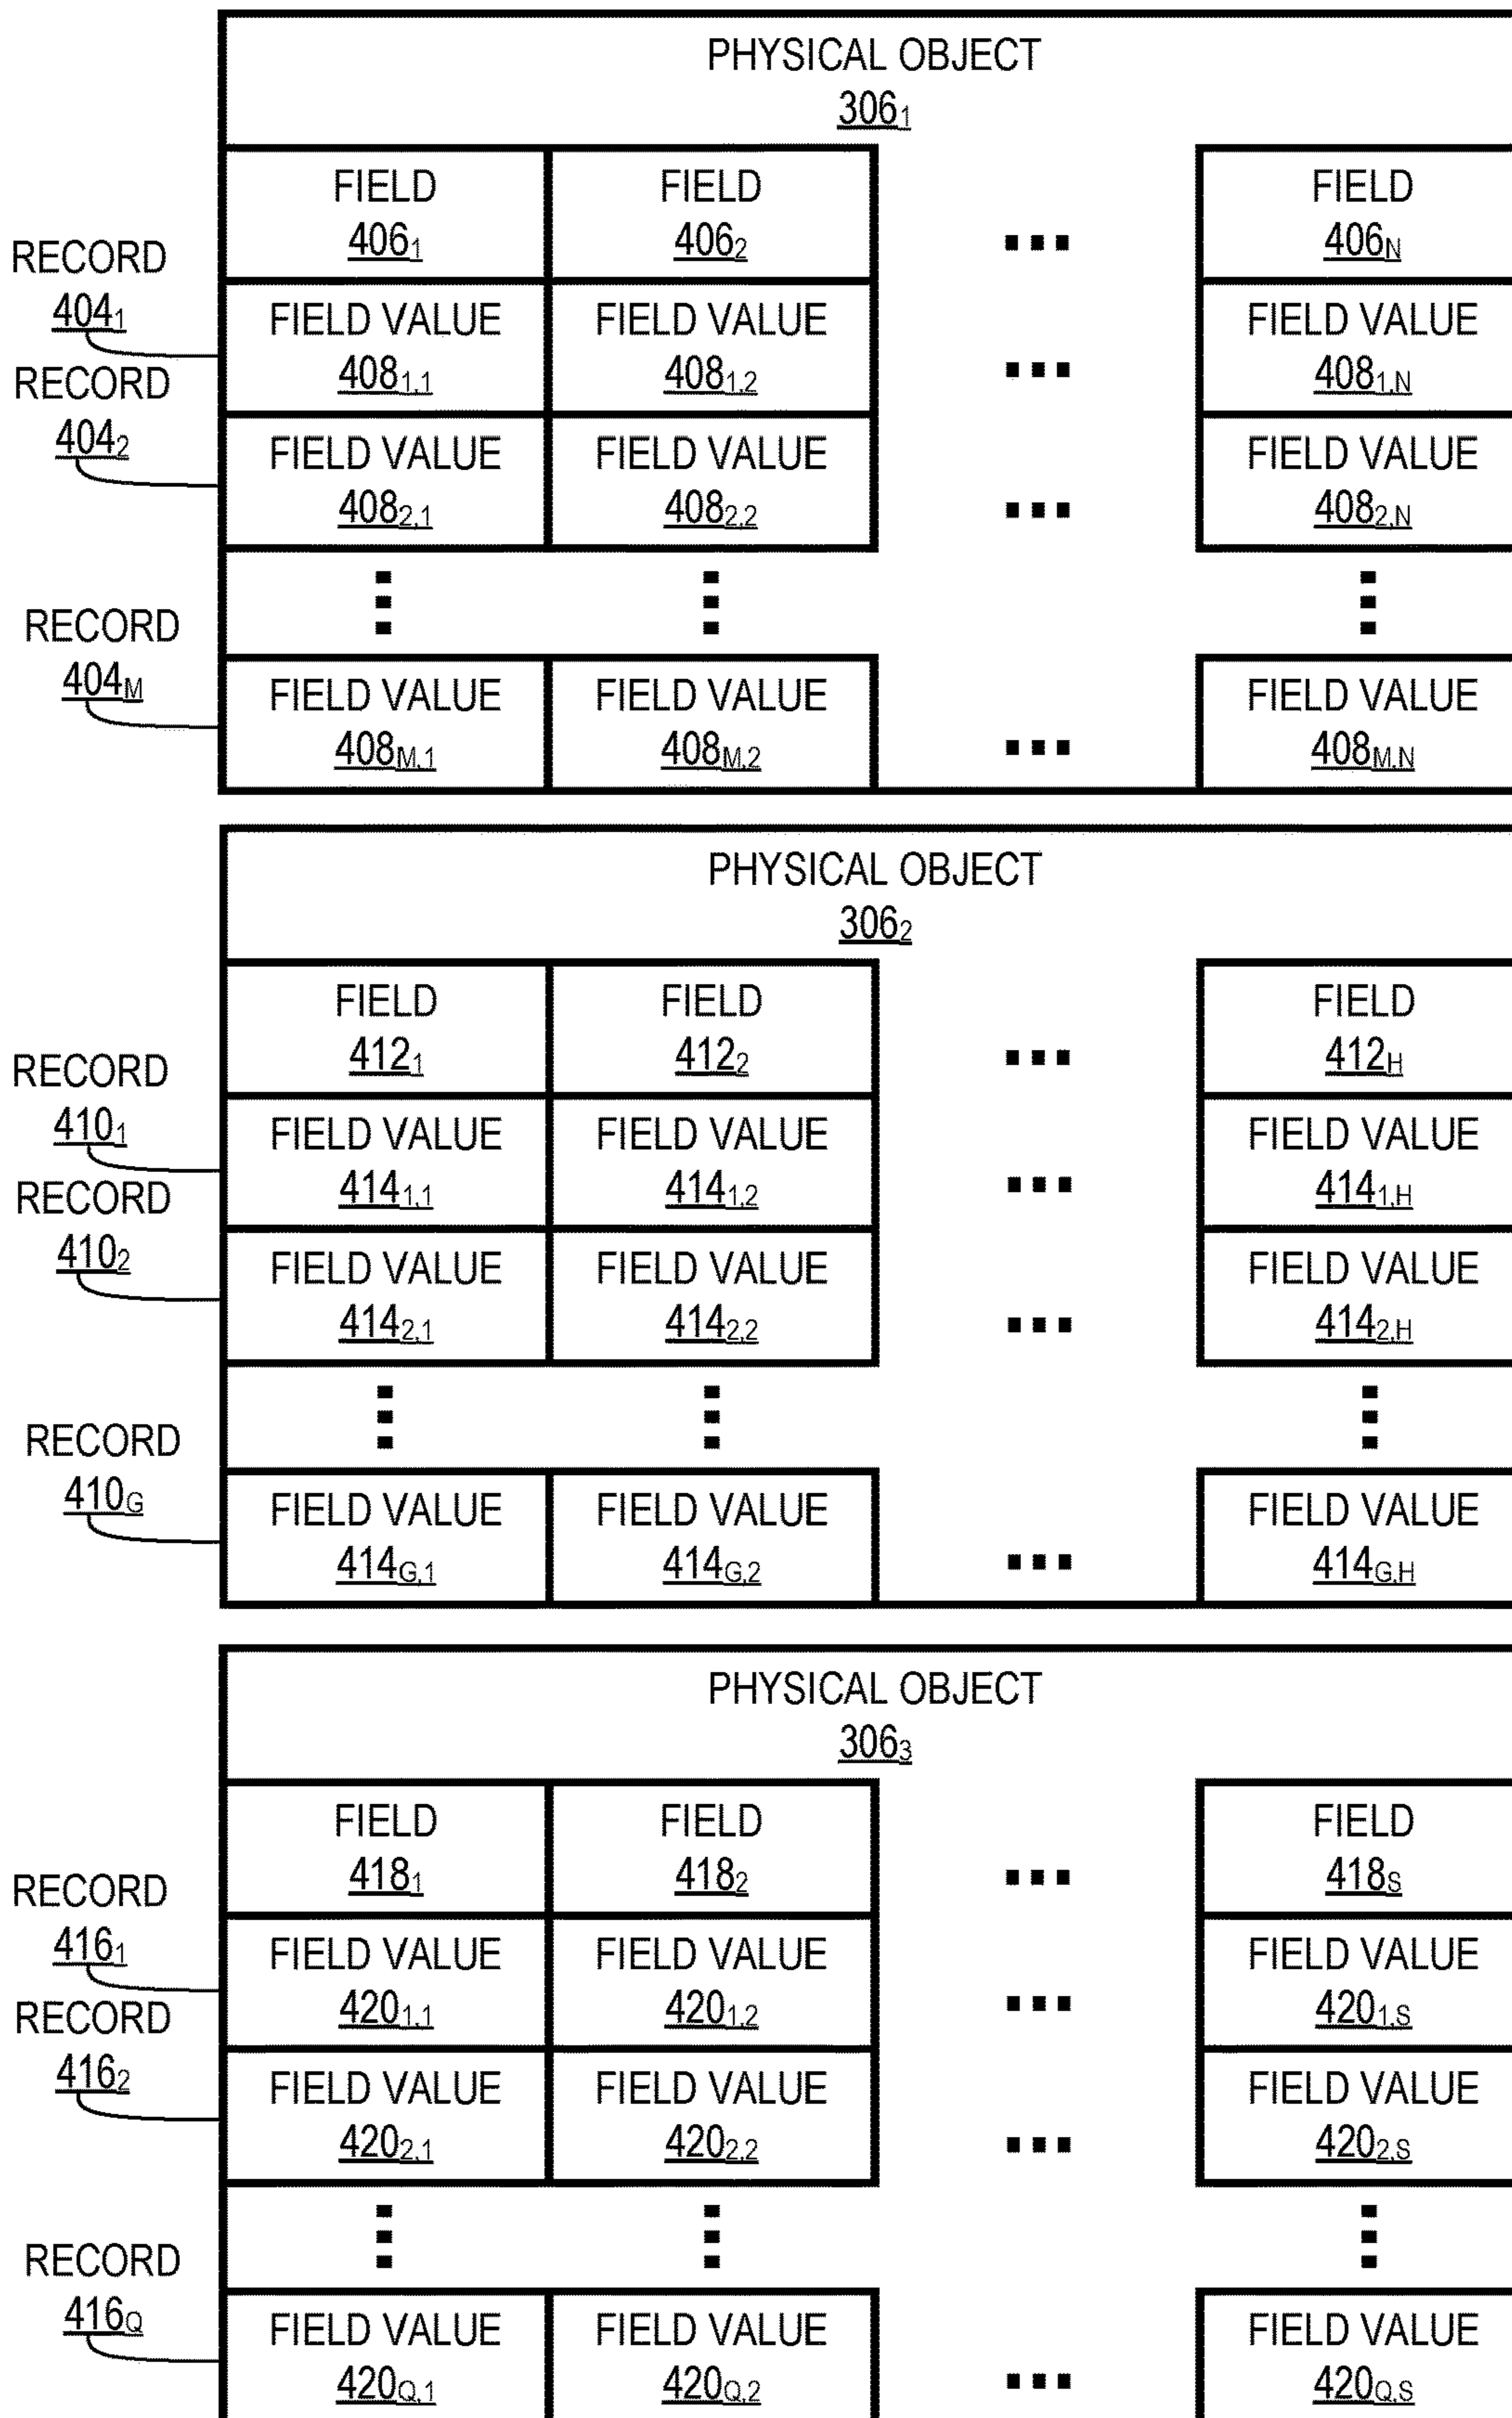 PHYSICAL OBJECT
306₁
FIELD FIELD FIELD
406₁ 406₂ ... 406N
RECORD
404₁
FIELD VALUE FIELD VALUE FIELD VALUE
408₁,₁ 408₁,₂ ... 408₁,N
RECORD
404₂
FIELD VALUE FIELD VALUE FIELD VALUE
408₂,₁ 408₂,₂ ... 408₂,N
RECORD
404M
FIELD VALUE FIELD VALUE FIELD VALUE
408M,₁ 408M,₂ ... 408M,N
PHYSICAL OBJECT
306₂
FIELD FIELD FIELD
412₁ 412₂ ... 412H
RECORD
410₁
FIELD VALUE FIELD VALUE FIELD VALUE
414₁,₁ 414₁,₂ ... 414₁,H
RECORD
410₂
FIELD VALUE FIELD VALUE FIELD VALUE
414₂,₁ 414₂,₂ ... 414₂,H
RECORD
410G
FIELD VALUE FIELD VALUE FIELD VALUE
414G,₁ 414G,₂ ... 414G,H
PHYSICAL OBJECT
306₃
FIELD FIELD FIELD
418₁ 418₂ ... 418S
RECORD
416₁
FIELD VALUE FIELD VALUE FIELD VALUE
420₁,₁ 420₁,₂ ... 420₁,S
RECORD
416₂
FIELD VALUE FIELD VALUE FIELD VALUE
420₂,₁ 420₂,₂ ... 420₂,S
RECORD
416Q
FIELD VALUE FIELD VALUE FIELD VALUE
420Q,₁ 420Q,₂ ... 420Q,S